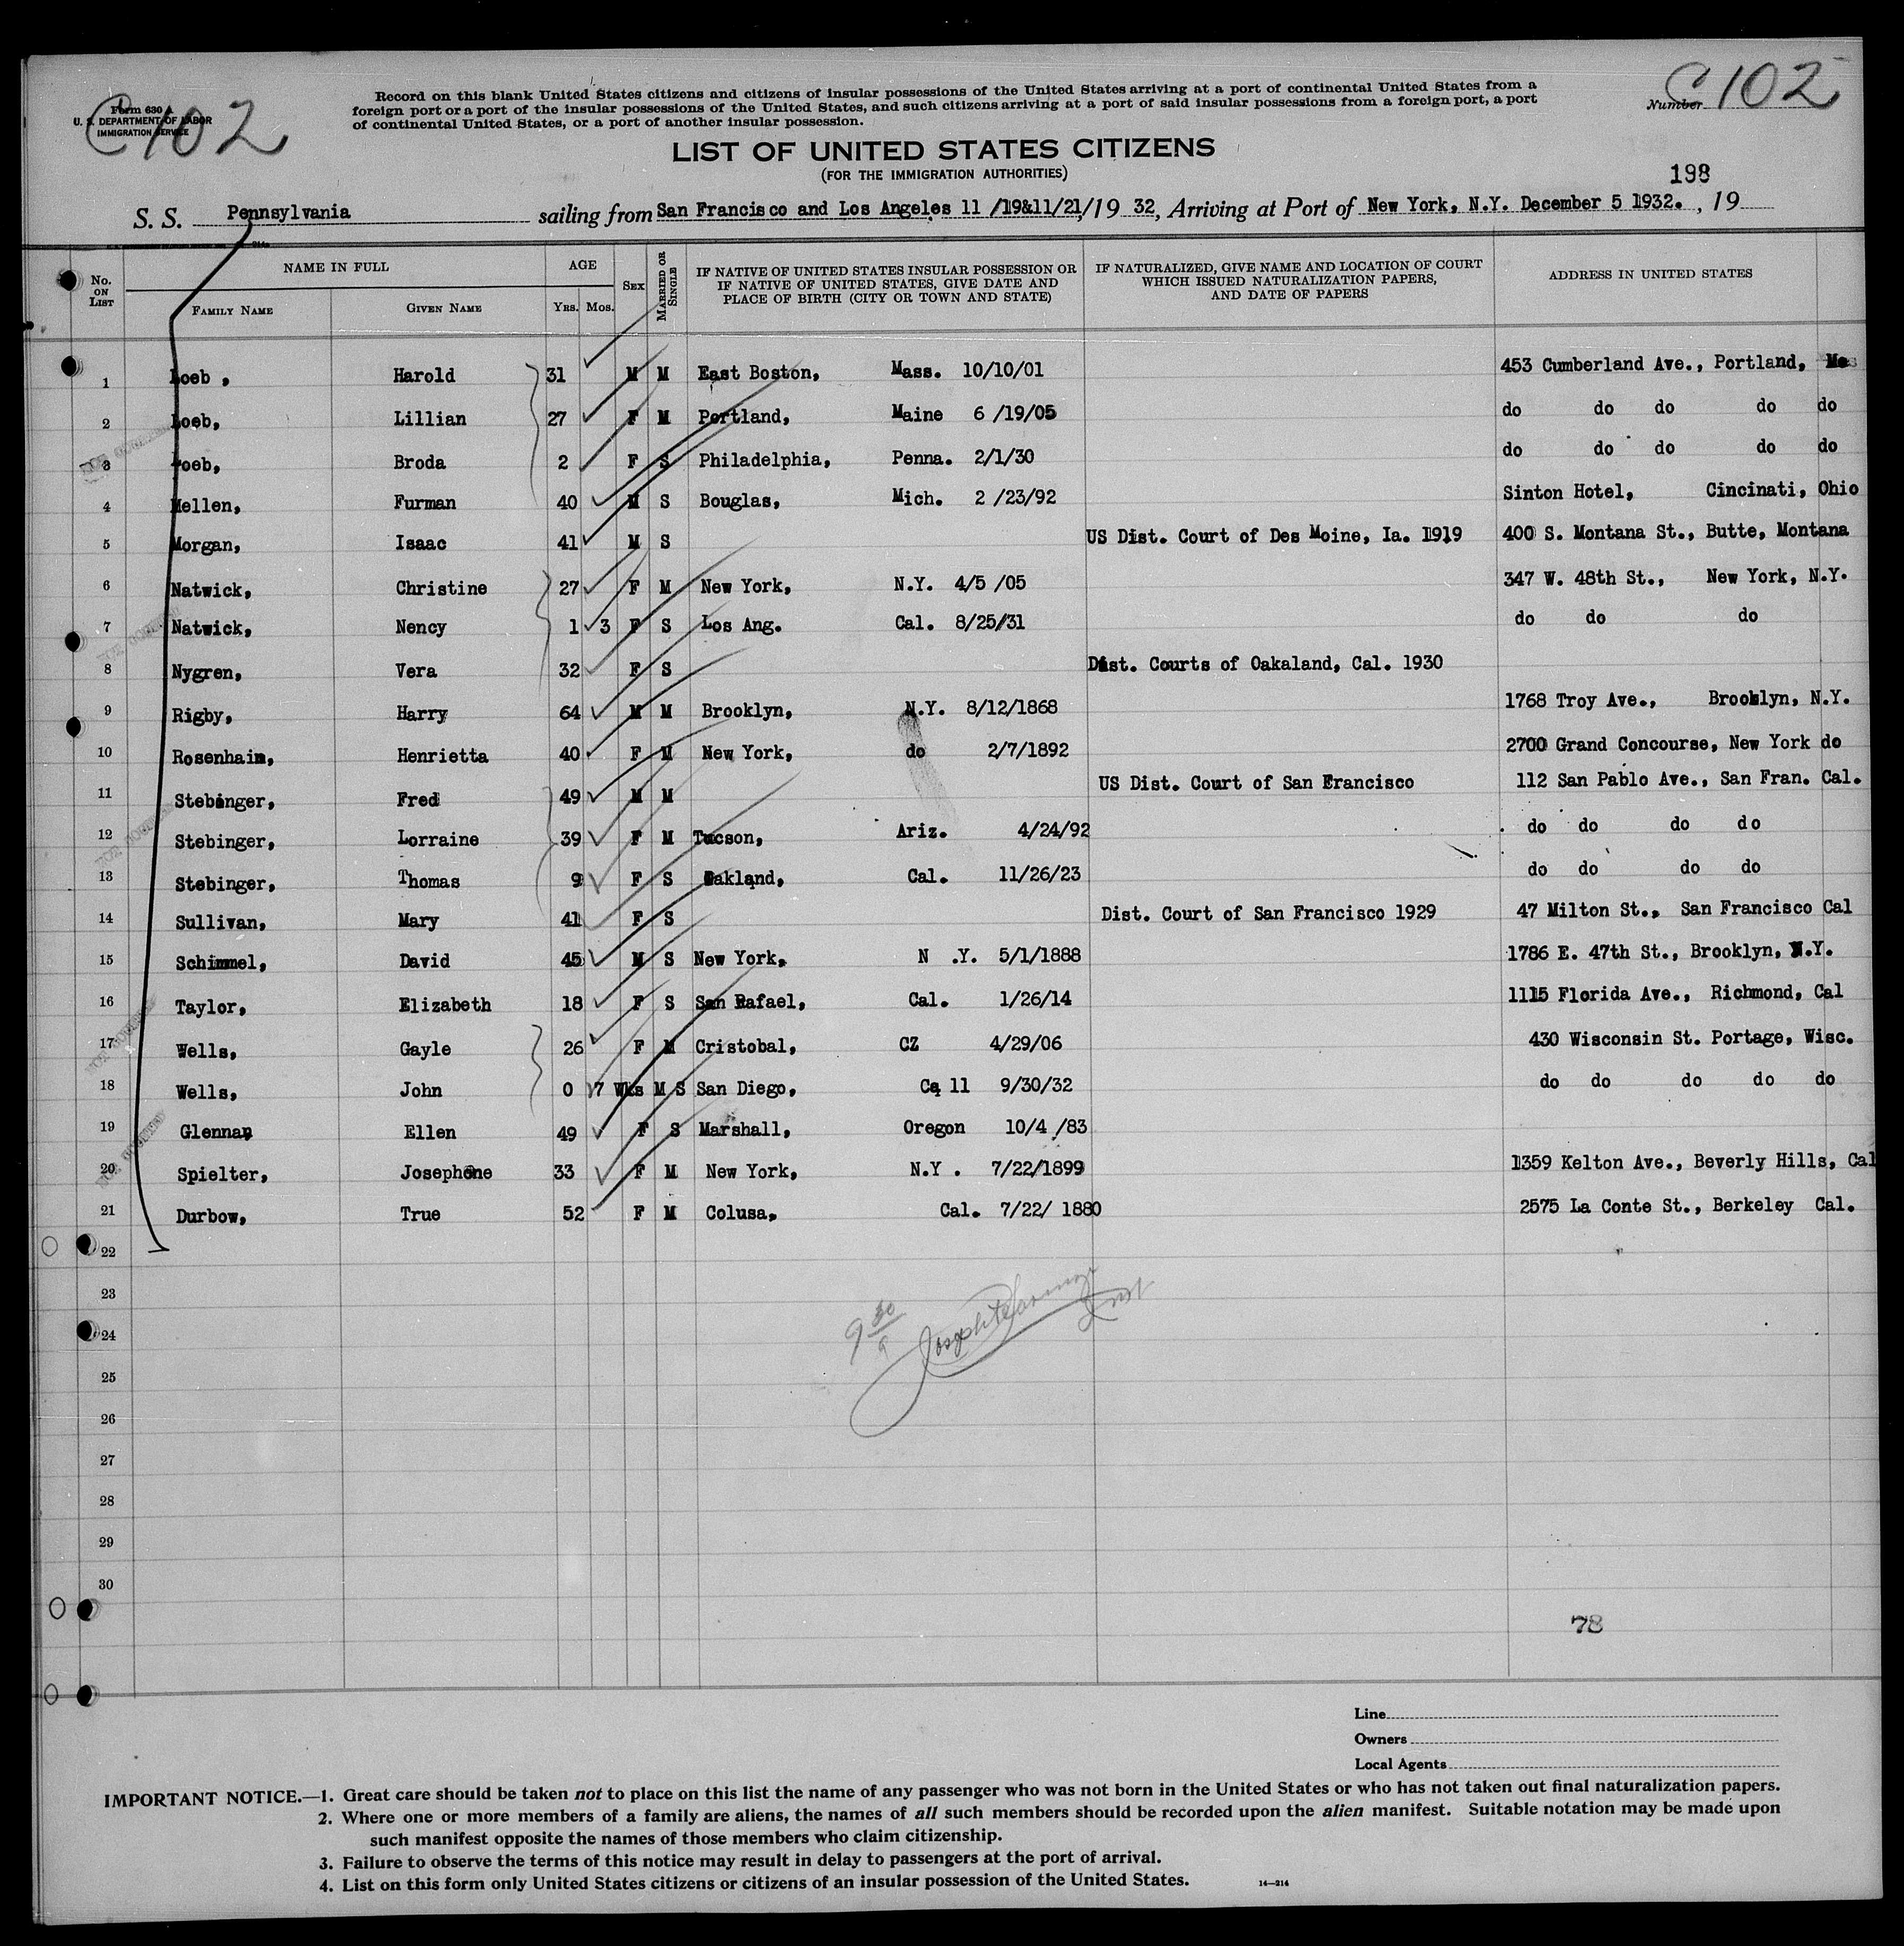 Form 630 A
U. S. DEPARTMENT OF LABOR
IMMIGRATION SERVICE
C 102
Record on this blank United States citizens and citizens of insular possessions of the United States arriving at a port of continental United States from a
foreign port or a port of the insular possessions of the United States, and such citizens arriving at a port of said insular possessions from a foreign port, a port
of continental United States, or a port of another insular possession.
Number C 102
LIST OF UNITED STATES CITIZENS
(FOR THE IMMIGRATION AUTHORITIES)
198
S. S. Pennsylvania sailing from San Francisco and Los Angeles 11 /19&11/21,/19 32, Arriving at Port of New York, N.Y. December 5 1932. , 19
No. ON LIST NAME IN FULL AGE SEX MARRIED OR SINGLE IF NATIVE OF UNITED STATES INSULAR POSSESSION OR IF NATIVE OF UNITED STATES, GIVE DATE AND PLACE OF BIRTH (CITY OR TOWN AND STATE) IF NATURALIZED, GIVE NAME AND LOCATION OF COURT WHICH ISSUED NATURALIZATION PAPERS, AND DATE OF PAPERS ADDRESS IN UNITED STATES
FAMILY NAME GIVEN NAME YRS. MOS.
1 Loeb , Harold 31 M M East Boston, Mass. 10/10/01 453 Cumberland Ave., Portland, Me
2 Loeb, Lillian 27 F M Portland, Maine 6 /19/05 do do do do do
3 Loeb, Broda 2 F S Philadelphia, Penna. 2/1/30 do do do do do
4 Mellen, Furman 40 M S Bouglas, Mich. 2 /23/92 Sinton Hotel, Cincinati, Ohio
5 Morgan, Isaac 41 M S US Dist. Court of Des Moine, Ia. 1919 400 S. Montana St., Butte, Montana
6 Natwick, Christine 27 F M New York, N.Y. 4/5 /05 347 W. 48th St., New York, N.Y.
7 Natwick, Nency 1 3 F S Los Ang. Cal. 8/25/31 do do do
8 Nygren, Vera 32 F S Dist. Courts of Oakaland, Cal. 1930
9 Rigby, Harry 64 M M Brooklyn, N.Y. 8/12/1868 1768 Troy Ave., Brooklyn, N.Y.
10 Rosenhaim, Henrietta 40 F M New York, do 2/7/1892 2700 Grand Concourse, New York do
11 Stebinger, Fred 49 M M US Dist. Court of San Francisco 112 San Pablo Ave., San Fran. Cal.
12 Stebinger, Lorraine 39 F M Tucson, Ariz. 4/24/92 do do do do
13 Stebinger, Thomas 9 F S Oakland, Cal. 11/26/23 do do do do
14 Sullivan, Mary 41 F S Dist. Court of San Francisco 1929 47 Milton St., San Francisco Cal
15 Schimmel, David 45 M S New York, N .Y. 5/1/1888 1786 E. 47th St., Brooklyn, N.Y.
16 Taylor, Elizabeth 18 F S San Rafael, Cal. 1/26/14 1115 Florida Ave., Richmond, Cal
17 Wells, Gayle 26 F M Cristobal, CZ 4/29/06 430 Wisconsin St. Portage, Wisc.
18 Wells, John 0 7 Wks M S San Diego, Ca ll 9/30/32 do do do do do
19 Glennan Ellen 49 F S Marshall, Oregon 10/4 /83
20 Spielter, Josephone 33 F M New York, N.Y . 7/22/1899 1359 Kelton Ave., Beverly Hills, Cal
21 Durbow, True 52 F M Colusa, Cal. 7/22/ 1880 2575 La Conte St., Berkeley Cal.
22
23
24
25
26
27
28
29
30
78
Line
Owners
Local Agents
IMPORTANT NOTICE.—1. Great care should be taken not to place on this list the name of any passenger who was not born in the United States or who has not taken out final naturalization papers.
2. Where one or more members of a family are aliens, the names of all such members should be recorded upon the alien manifest. Suitable notation may be made upon
such manifest opposite the names of those members who claim citizenship.
3. Failure to observe the terms of this notice may result in delay to passengers at the port of arrival.
4. List on this form only United States citizens or citizens of an insular possession of the United States.
14—214